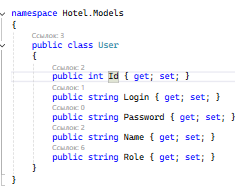 namespace Hotel.Models
{
Ссылок: 3
public class User
{
Ссылок: 2
public int Id { get; set; }
Ссылок: 1
public string Login { get; set; }
Ссылок: 0
public string Password { get; set; }
Ссылок: 2
public string Name { get; set; }
Ссылок: 6
public string Role { get; set; }
}
}